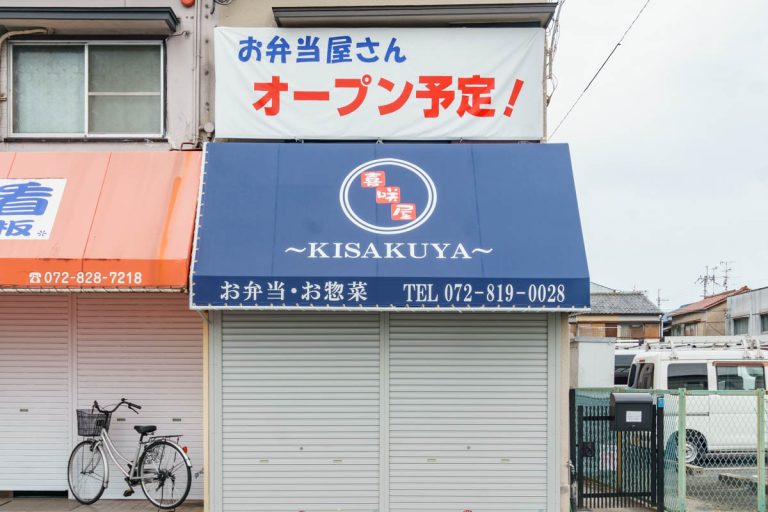 お弁当屋さん
オープン予定!
喜
咲
屋
~KISAKUYA~
お弁当・お惣菜 TEL 072-819-0028
着
板
☎072-828-7218